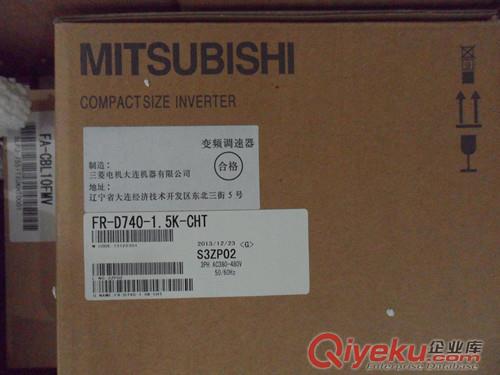 MITSUBISHI
COMPACT SIZE INVERTER
变频调速器
制造:
三菱电机大连机器有限公司
合格
地址:
辽宁省大连经济技术开发区东北三街 5 号
FR-D740-1.5K-CHT
2013/12/23 <G>
S3ZP02
3PH AC380-480V
50/60Hz
FA-CBL10FMV
Qiyeku.com 企业库
Enterprise Database